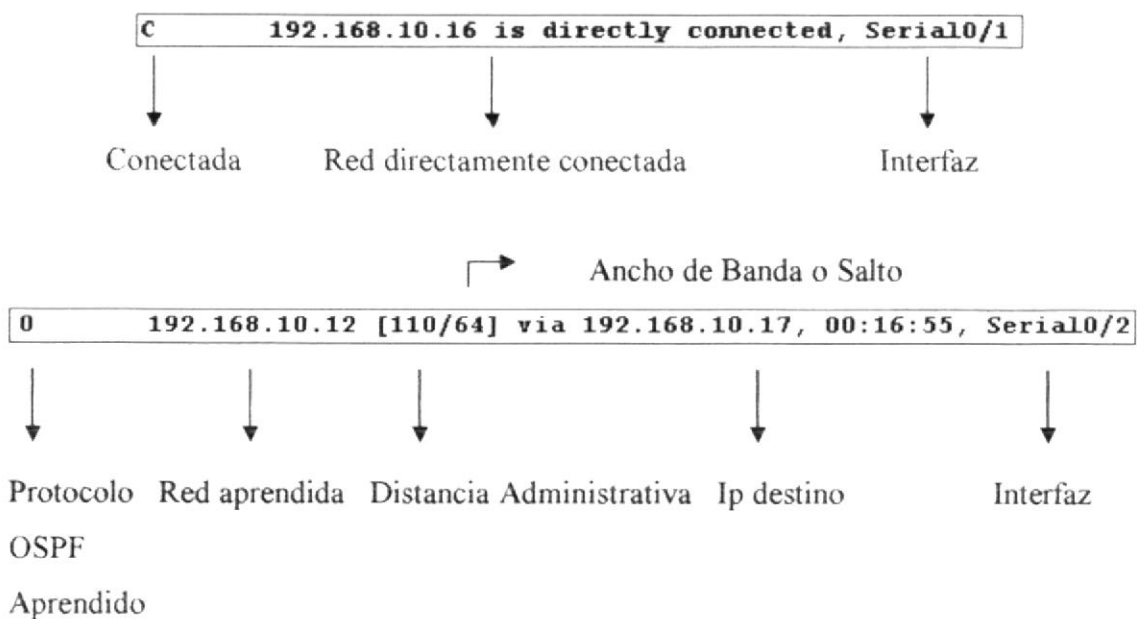 C 192.168.10.16 is directly connected, Serial0/1
Conectada Red directamente conectada Interfaz
Ancho de Banda o Salto
O 192.168.10.12 [110/64] via 192.168.10.17, 00:16:55, Serial0/2
Protocolo Red aprendida Distancia Administrativa Ip destino Interfaz
OSPF
Aprendido